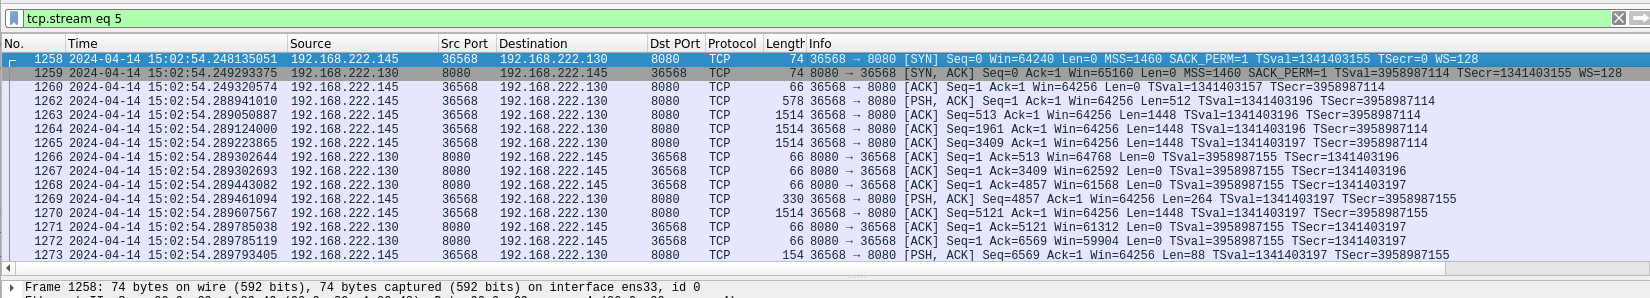 tcp.stream eq 5
No. Time Source Src Port Destination Dst POrt Protocol Length Info
1258 2024-04-14 15:02:54.248135051 192.168.222.145 36568 192.168.222.130 8080 TCP 74 36568 → 8080 [SYN] Seq=0 Win=64240 Len=0 MSS=1460 SACK_PERM=1 TSval=1341403155 TSecr=0 WS=128
1259 2024-04-14 15:02:54.249293375 192.168.222.130 8080 192.168.222.145 36568 TCP 74 8080 → 36568 [SYN, ACK] Seq=0 Ack=1 Win=65160 Len=0 MSS=1460 SACK_PERM=1 TSval=3958987114 TSecr=1341403155 WS=128
1260 2024-04-14 15:02:54.249320574 192.168.222.145 36568 192.168.222.130 8080 TCP 66 36568 → 8080 [ACK] Seq=1 Ack=1 Win=64256 Len=0 TSval=1341403157 TSecr=3958987114
1262 2024-04-14 15:02:54.288941010 192.168.222.145 36568 192.168.222.130 8080 TCP 578 36568 → 8080 [PSH, ACK] Seq=1 Ack=1 Win=64256 Len=512 TSval=1341403196 TSecr=3958987114
1263 2024-04-14 15:02:54.289050887 192.168.222.145 36568 192.168.222.130 8080 TCP 1514 36568 → 8080 [ACK] Seq=513 Ack=1 Win=64256 Len=1448 TSval=1341403196 TSecr=3958987114
1264 2024-04-14 15:02:54.289124000 192.168.222.145 36568 192.168.222.130 8080 TCP 1514 36568 → 8080 [ACK] Seq=1961 Ack=1 Win=64256 Len=1448 TSval=1341403196 TSecr=3958987114
1265 2024-04-14 15:02:54.289223865 192.168.222.145 36568 192.168.222.130 8080 TCP 1514 36568 → 8080 [ACK] Seq=3409 Ack=1 Win=64256 Len=1448 TSval=1341403197 TSecr=3958987114
1266 2024-04-14 15:02:54.289302644 192.168.222.130 8080 192.168.222.145 36568 TCP 66 8080 → 36568 [ACK] Seq=1 Ack=513 Win=64768 Len=0 TSval=3958987155 TSecr=1341403196
1267 2024-04-14 15:02:54.289302693 192.168.222.130 8080 192.168.222.145 36568 TCP 66 8080 → 36568 [ACK] Seq=1 Ack=3409 Win=62592 Len=0 TSval=3958987155 TSecr=1341403196
1268 2024-04-14 15:02:54.289443082 192.168.222.130 8080 192.168.222.145 36568 TCP 66 8080 → 36568 [ACK] Seq=1 Ack=4857 Win=61568 Len=0 TSval=3958987155 TSecr=1341403197
1269 2024-04-14 15:02:54.289461094 192.168.222.145 36568 192.168.222.130 8080 TCP 330 36568 → 8080 [PSH, ACK] Seq=4857 Ack=1 Win=64256 Len=264 TSval=1341403197 TSecr=3958987155
1270 2024-04-14 15:02:54.289607567 192.168.222.145 36568 192.168.222.130 8080 TCP 1514 36568 → 8080 [ACK] Seq=5121 Ack=1 Win=64256 Len=1448 TSval=1341403197 TSecr=3958987155
1271 2024-04-14 15:02:54.289785038 192.168.222.130 8080 192.168.222.145 36568 TCP 66 8080 → 36568 [ACK] Seq=1 Ack=5121 Win=61312 Len=0 TSval=3958987155 TSecr=1341403197
1272 2024-04-14 15:02:54.289785119 192.168.222.130 8080 192.168.222.145 36568 TCP 66 8080 → 36568 [ACK] Seq=1 Ack=6569 Win=59904 Len=0 TSval=3958987155 TSecr=1341403197
1273 2024-04-14 15:02:54.289793405 192.168.222.145 36568 192.168.222.130 8080 TCP 154 36568 → 8080 [PSH, ACK] Seq=6569 Ack=1 Win=64256 Len=88 TSval=1341403197 TSecr=3958987155
Frame 1258: 74 bytes on wire (592 bits), 74 bytes captured (592 bits) on interface ens33, id 0